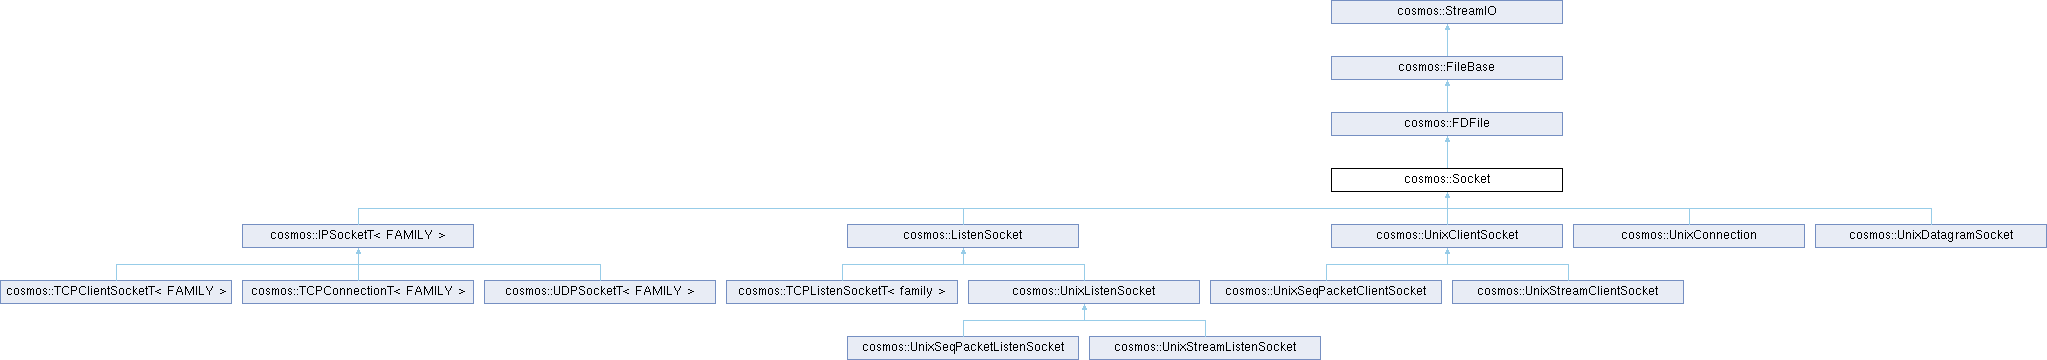 cosmos::StreamIO
cosmos::FileBase
cosmos::FDFile
cosmos::Socket
cosmos::IPSocketT< FAMILY >
cosmos::ListenSocket
cosmos::UnixClientSocket
cosmos::UnixConnection
cosmos::UnixDatagramSocket
cosmos::TCPClientSocketT< FAMILY >
cosmos::TCPConnectionT< FAMILY >
cosmos::UDPSocketT< FAMILY >
cosmos::TCPListenSocketT< family >
cosmos::UnixListenSocket
cosmos::UnixSeqPacketClientSocket
cosmos::UnixStreamClientSocket
cosmos::UnixSeqPacketListenSocket
cosmos::UnixStreamListenSocket